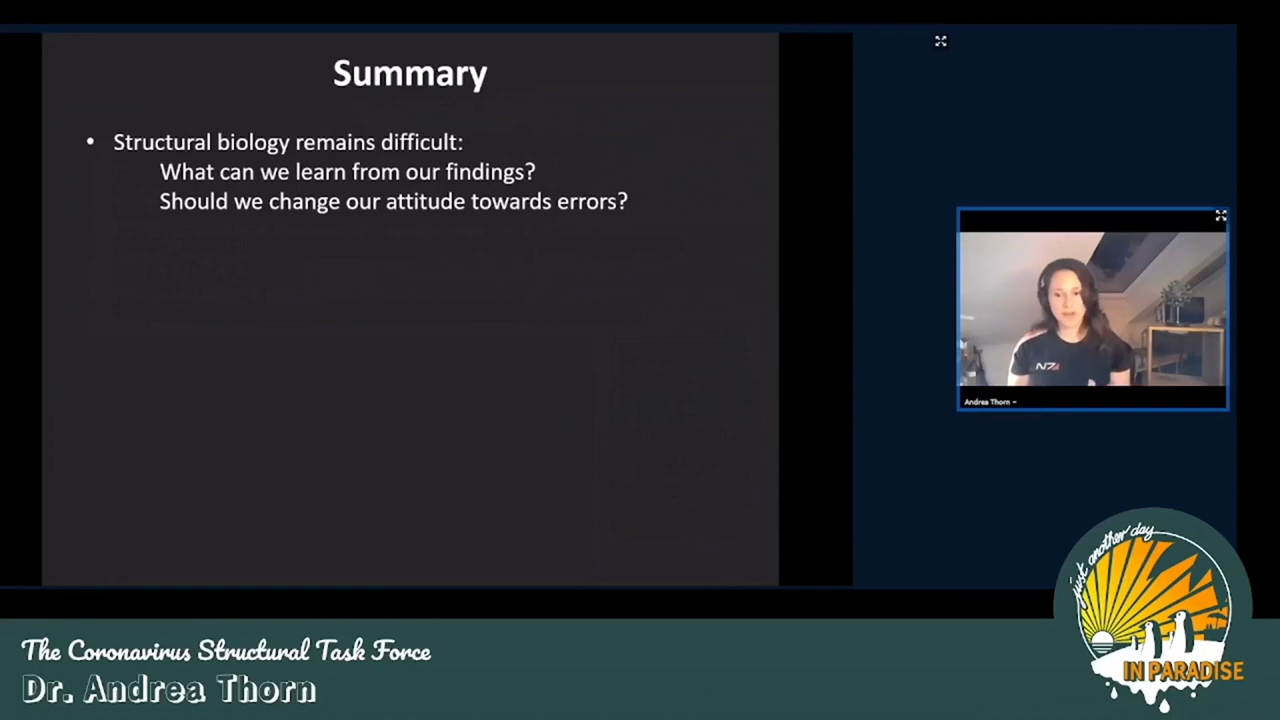 Summary
• Structural biology remains difficult:
What can we learn from our findings?
Should we change our attitude towards errors?
N7
Andrea Thorn
just another day
IN PARADISE
The Coronavirus Structural Task Force
Dr. Andrea Thorn